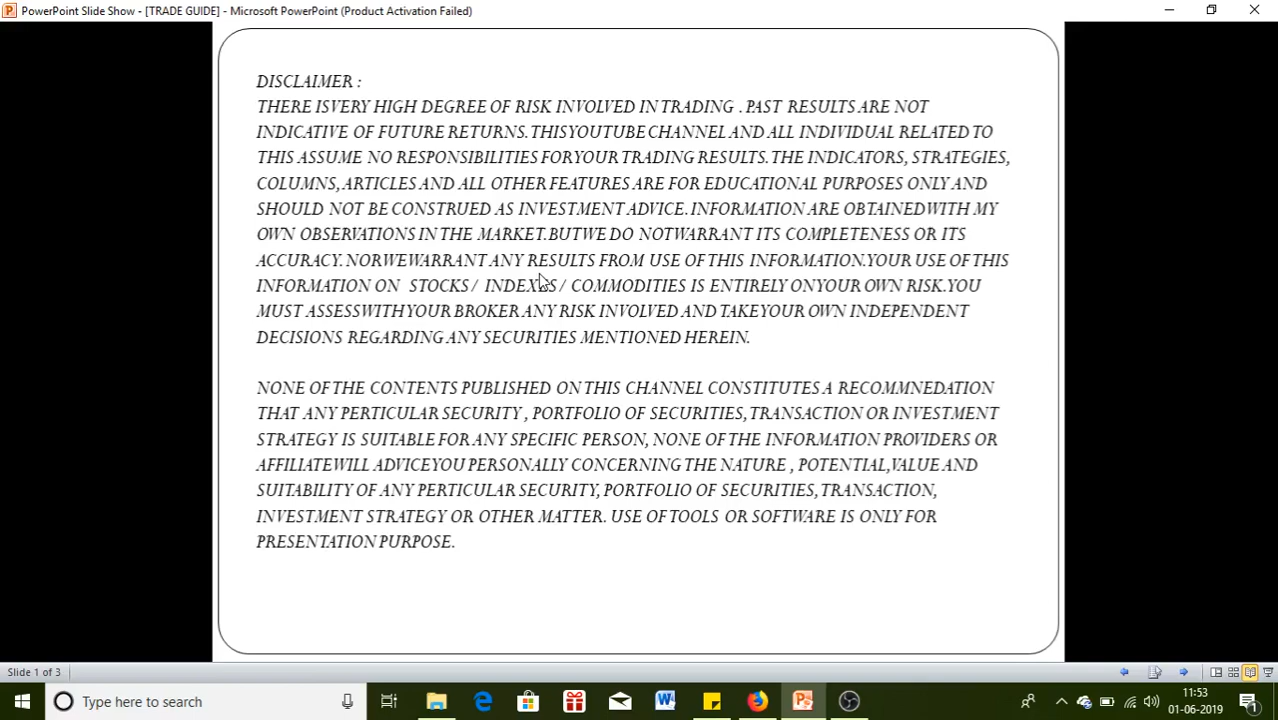 PowerPoint Slide Show - [TRADE GUIDE] - Microsoft PowerPoint (Product Activation Failed)
DISCLAIMER :
THERE ISVERY HIGH DEGREE OF RISK INVOLVED IN TRADING . PAST RESULTS ARE NOT
INDICATIVE OF FUTURE RETURNS. THISYOUTUBE CHANNEL AND ALL INDIVIDUAL RELATED TO
THIS ASSUME NO RESPONSIBILITIES FORYOUR TRADING RESULTS. THE INDICATORS, STRATEGIES,
COLUMNS, ARTICLES AND ALL OTHER FEATURES ARE FOR EDUCATIONAL PURPOSES ONLY AND
SHOULD NOT BE CONSTRUED AS INVESTMENT ADVICE. INFORMATION ARE OBTAINEDWITH MY
OWN OBSERVATIONS IN THE MARKET.BUTWE DO NOTWARRANT ITS COMPLETENESS OR ITS
ACCURACY. NORWEWARRANT ANY RESULTS FROM USE OF THIS INFORMATION.YOUR USE OF THIS
INFORMATION ON STOCKS / INDEXES / COMMODITIES IS ENTIRELY ONYOUR OWN RISK.YOU
MUST ASSESSWITHYOUR BROKER ANY RISK INVOLVED AND TAKEYOUR OWN INDEPENDENT
DECISIONS REGARDING ANY SECURITIES MENTIONED HEREIN.
NONE OF THE CONTENTS PUBLISHED ON THIS CHANNEL CONSTITUTES A RECOMMNEDATION
THAT ANY PERTICULAR SECURITY , PORTFOLIO OF SECURITIES, TRANSACTION OR INVESTMENT
STRATEGY IS SUITABLE FOR ANY SPECIFIC PERSON, NONE OF THE INFORMATION PROVIDERS OR
AFFILIATEWILL ADVICEYOU PERSONALLY CONCERNING THE NATURE , POTENTIAL,VALUE AND
SUITABILITY OF ANY PERTICULAR SECURITY, PORTFOLIO OF SECURITIES, TRANSACTION,
INVESTMENT STRATEGY OR OTHER MATTER. USE OF TOOLS OR SOFTWARE IS ONLY FOR
PRESENTATION PURPOSE.
Slide 1 of 3
Type here to search
11:53
01-06-2019